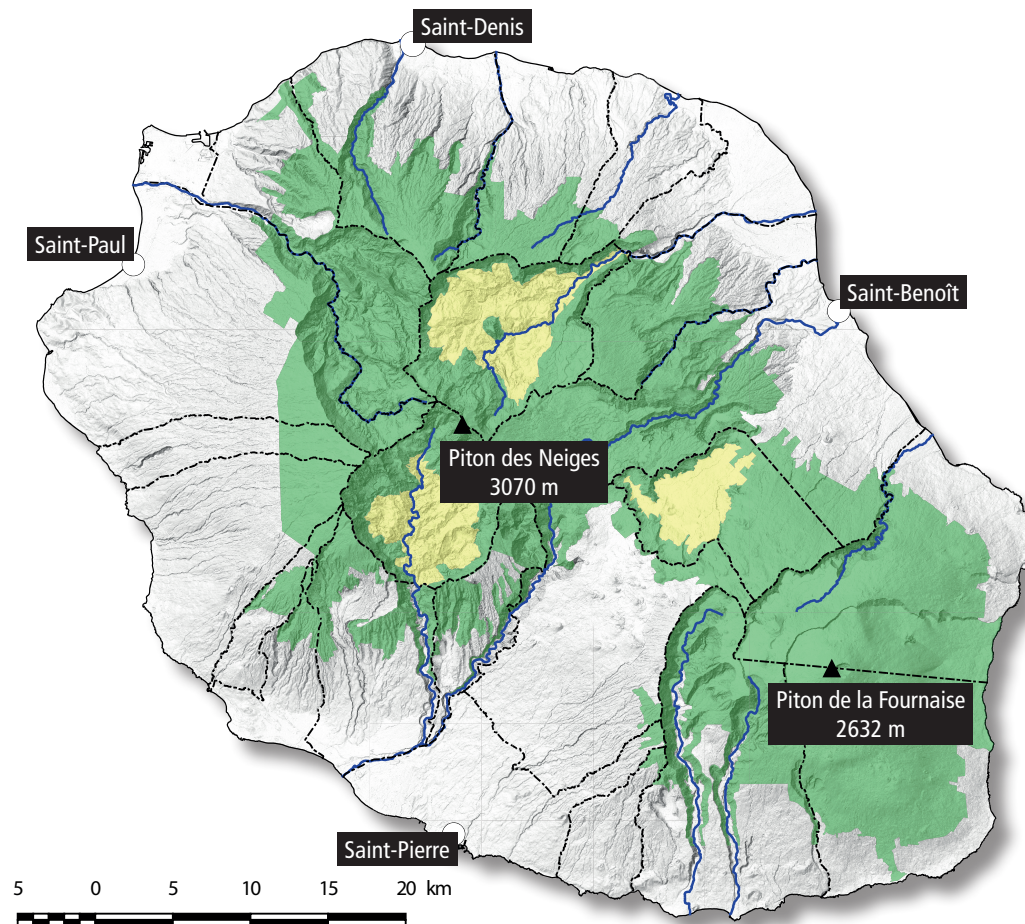 Saint-Denis
Saint-Paul
Saint-Benoît
Piton des Neiges
3070 m
Piton de la Fournaise
2632 m
Saint-Pierre
5 0 5 10 15 20 km